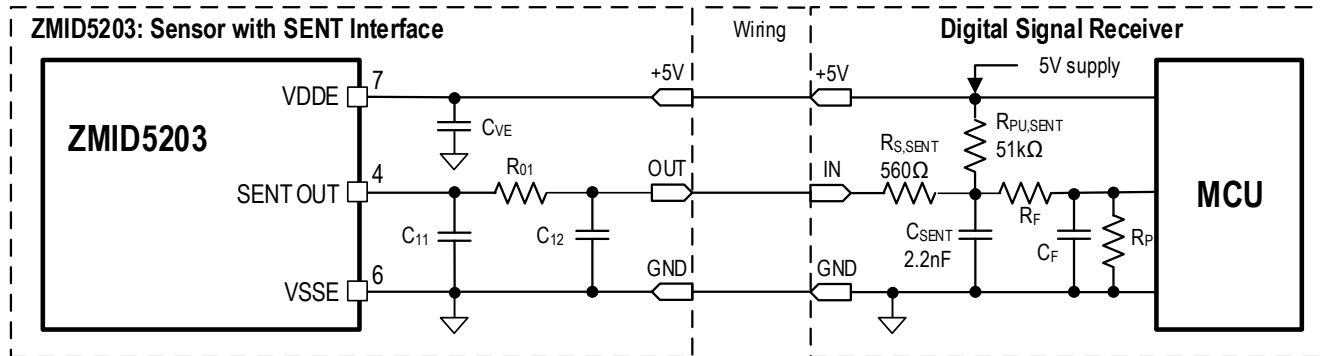 ZMID5203: Sensor with SENT Interface
Wiring
Digital Signal Receiver
ZMID5203
VDDE
7
+5V
+5V
5V supply
CVE
RPU,SENT
51kΩ
RS,SENT
560Ω
SENT OUT
4
R01
OUT
IN
RF
MCU
C11
C12
CSENT
2.2nF
CF
RP
VSSE
6
GND
GND